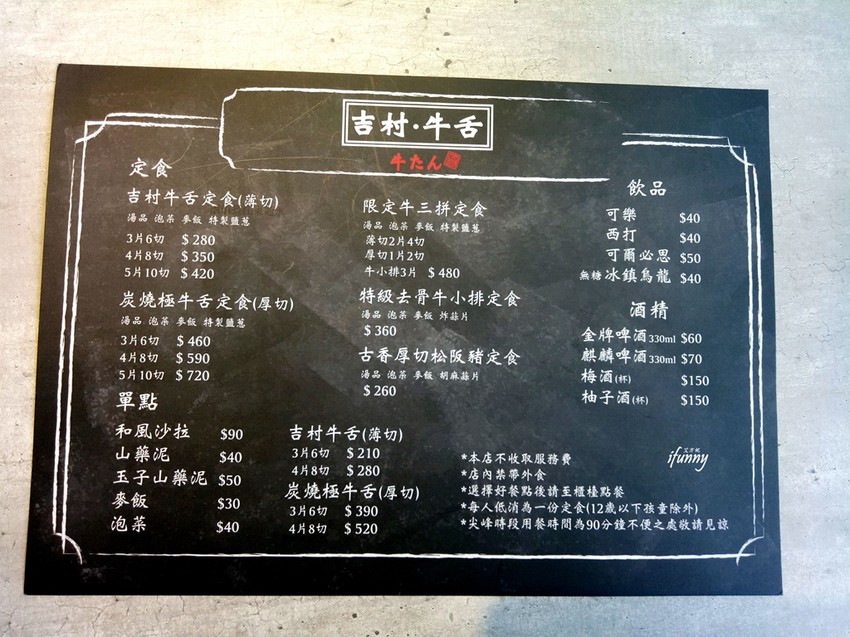 吉村·牛舌
牛たん
定食
吉村牛舌定食(薄切)
湯品 泡菜 麥飯 特製鹽蔥
3片6切 $280
4片8切 $350
5片10切 $420
炭燒極牛舌定食(厚切)
湯品 泡菜 麥飯 特製鹽蔥
3片6切 $460
4片8切 $590
5片10切 $720
限定牛三拼定食
湯品 泡菜 麥飯 特製鹽蔥
薄切2片4切
厚切1片2切
牛小排3片 $480
特級去骨牛小排定食
湯品 泡菜 麥飯 炸蒜片
$360
古香厚切松阪豬定食
湯品 泡菜 麥飯 胡麻蒜片
$260
飲品
可樂 $40
西打 $40
可爾必思 $50
無糖 冰鎮烏龍 $40
酒精
金牌啤酒330ml $60
麒麟啤酒330ml $70
梅酒(杯) $150
柚子酒(杯) $150
單點
和風沙拉 $90
山藥泥 $40
玉子山藥泥 $50
麥飯 $30
泡菜 $40
吉村牛舌(薄切)
3片6切 $210
4片8切 $280
炭燒極牛舌(厚切)
3片6切 $390
4片8切 $520
*本店不收取服務費
*店內禁帶外食
*選擇好餐點後請至櫃檯點餐
*每人低消為一份定食(12歲以下孩童除外)
*尖峰時段用餐時間為90分鐘不便之處敬請見諒
艾方妮
ifunny